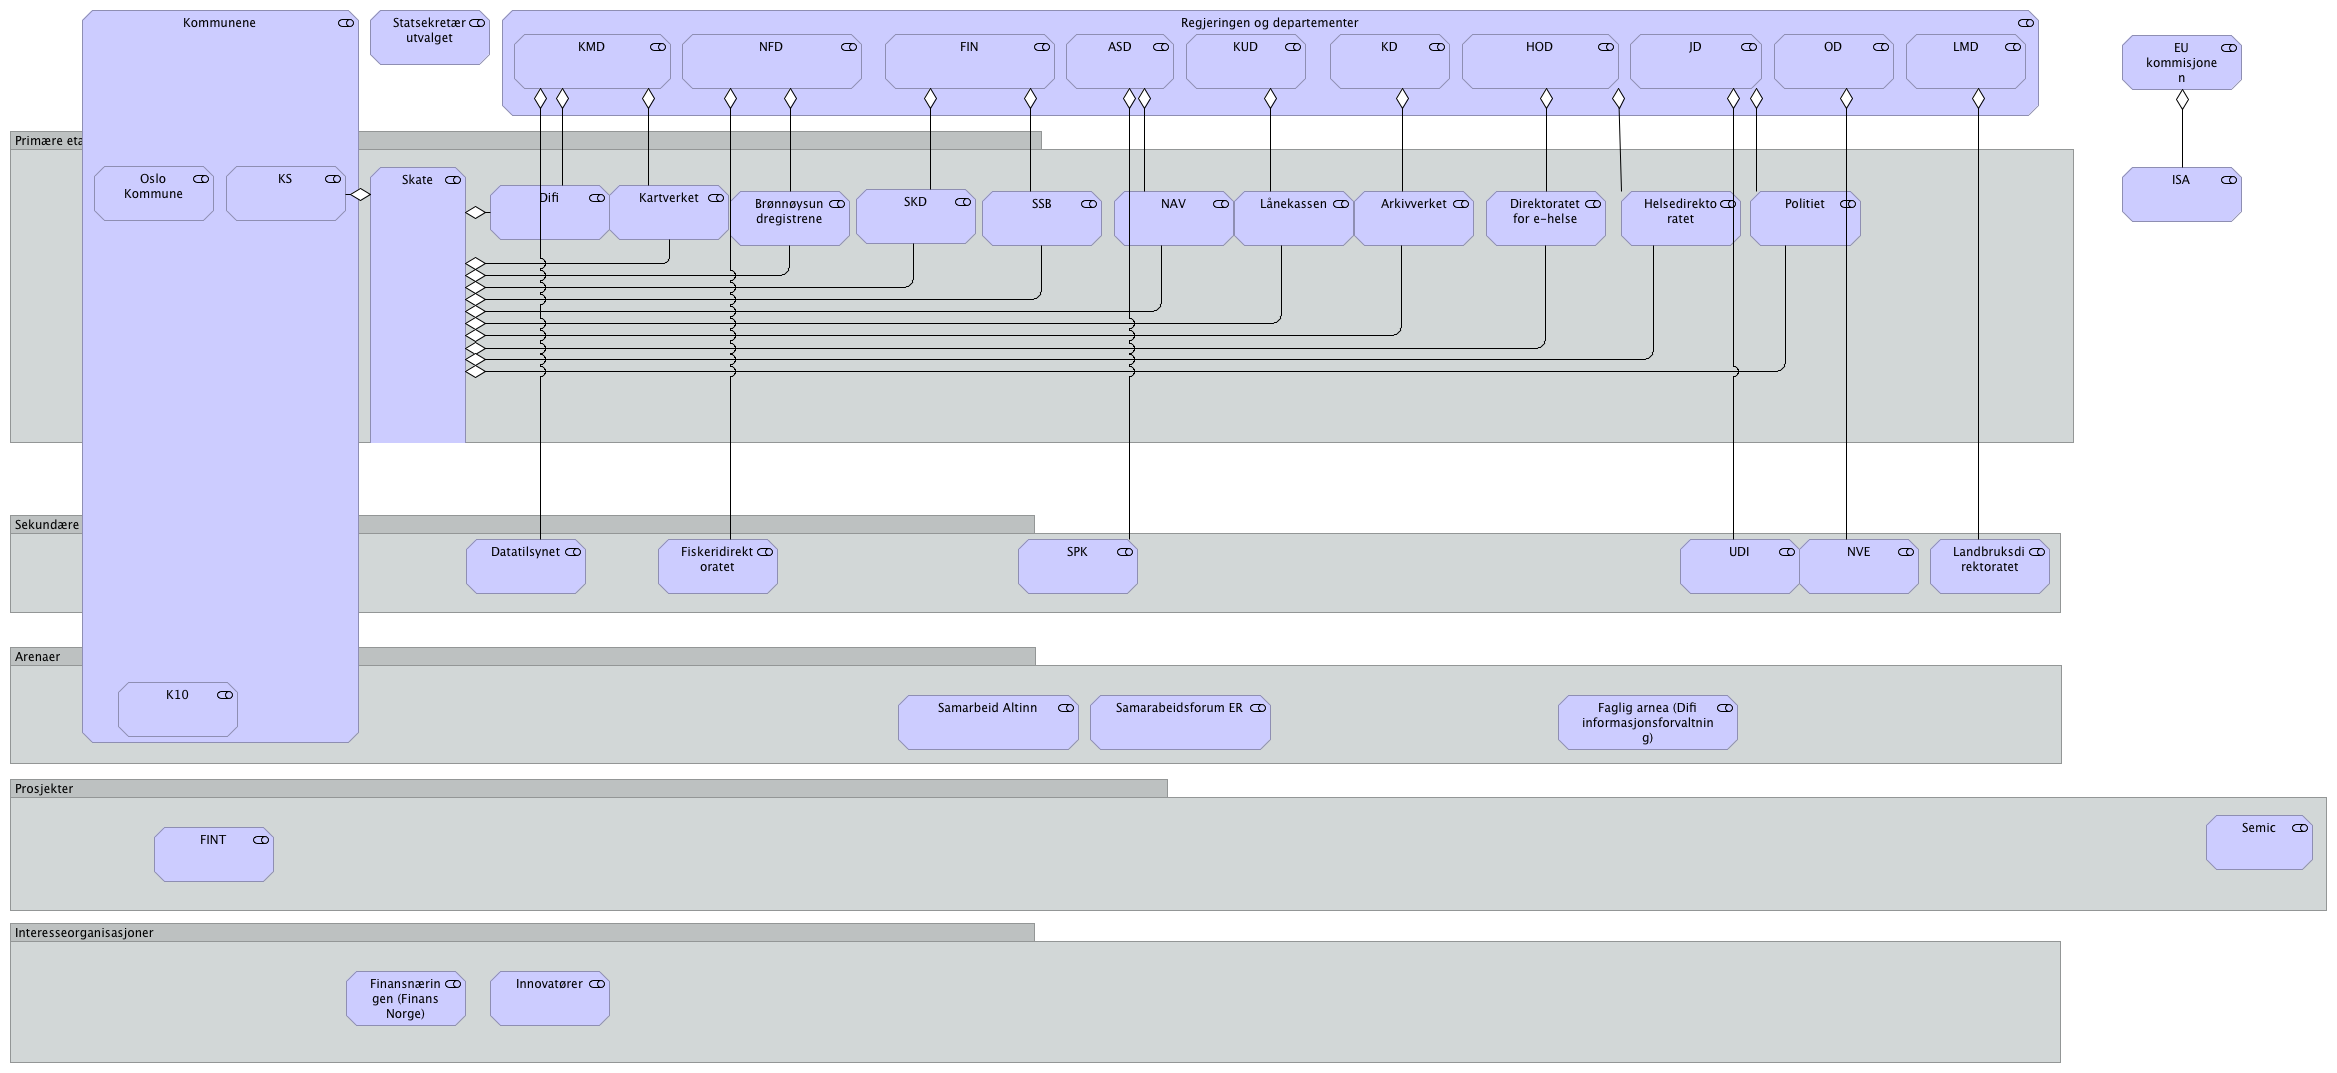 Kommunene
Statsekretær
utvalget
Regjeringen og departementer
KMD
NFD
FIN
ASD
KUD
KD
HOD
JD
OD
LMD
EU
kommisjone
n
Primære eta
Oslo
Kommune
KS
Skate
Difi
Kartverket
Brønnøysun
dregistrene
SKD
SSB
NAV
Lånekassen
Arkivverket
Direktoratet
for e-helse
Helsedirekto
ratet
Politiet
ISA
Sekundære
Datatilsynet
Fiskeridirekt
oratet
SPK
UDI
NVE
Landbruksdi
rektoratet
Arenaer
K10
Samarbeid Altinn
Samarabeidsforum ER
Faglig arnea (Difi
informasjonsforvaltnin
g)
Prosjekter
FINT
Semic
Interesseorganisasjoner
Finansnærin
gen (Finans
Norge)
Innovatører